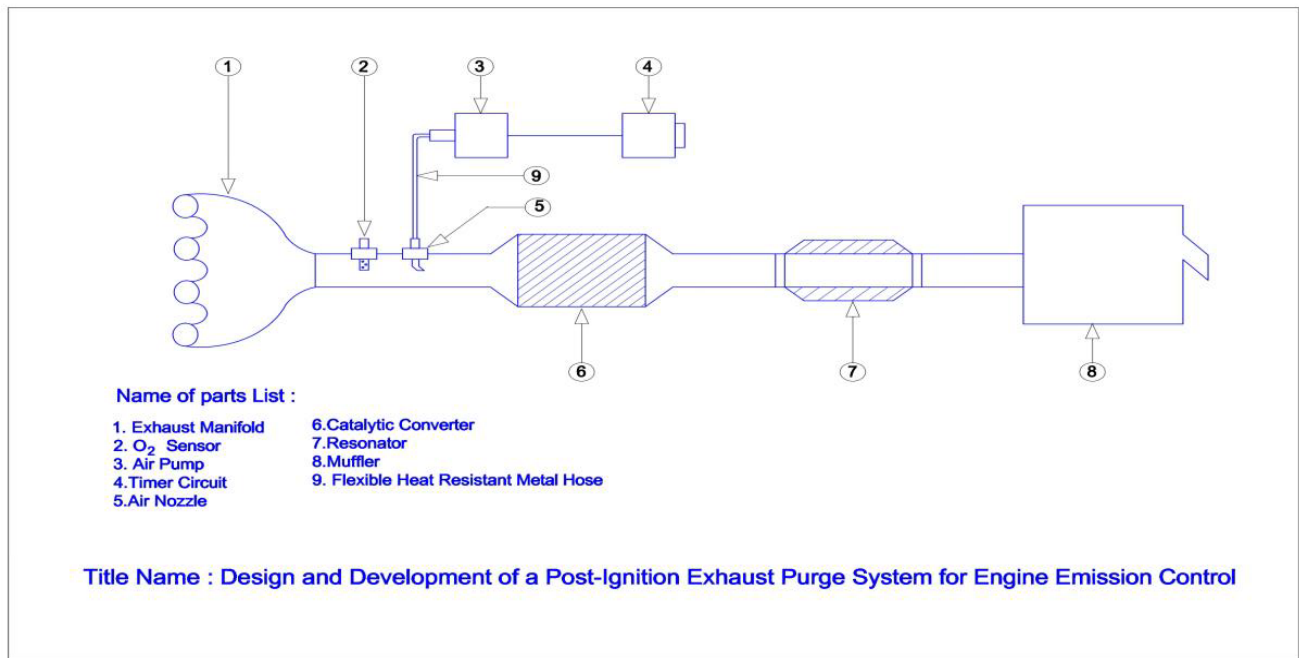 1
2
3
4
9
5
6
7
8
Name of parts List :
1. Exhaust Manifold
2. O₂ Sensor
3. Air Pump
4.Timer Circuit
5.Air Nozzle
6.Catalytic Converter
7.Resonator
8.Muffler
9. Flexible Heat Resistant Metal Hose
Title Name : Design and Development of a Post-Ignition Exhaust Purge System for Engine Emission Control